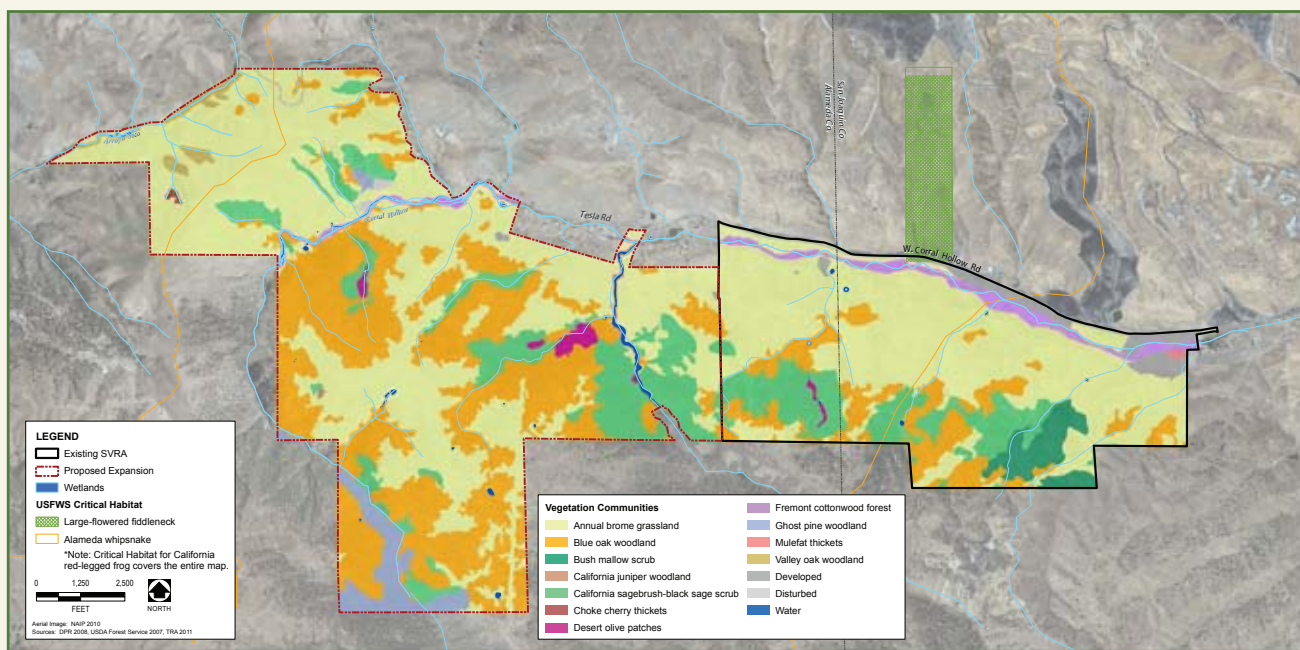 Arroyo Seco
Corral Hollow
Tesla Rd
San Joaquin Co.
Alameda Co.
W. Corral Hollow Rd
LEGEND
Existing SVRA
Proposed Expansion
Wetlands
USFWS Critical Habitat
Large-flowered fiddleneck
Alameda whipsnake
*Note: Critical Habitat for California
red-legged frog covers the entire map.
0 1,250 2,500
FEET
NORTH
Aerial Image: NAIP 2010
Sources: DPR 2008, USDA Forest Service 2007, TRA 2011
Vegetation Communities
Annual brome grassland
Blue oak woodland
Bush mallow scrub
California juniper woodland
California sagebrush-black sage scrub
Choke cherry thickets
Desert olive patches
Fremont cottonwood forest
Ghost pine woodland
Mulefat thickets
Valley oak woodland
Developed
Disturbed
Water